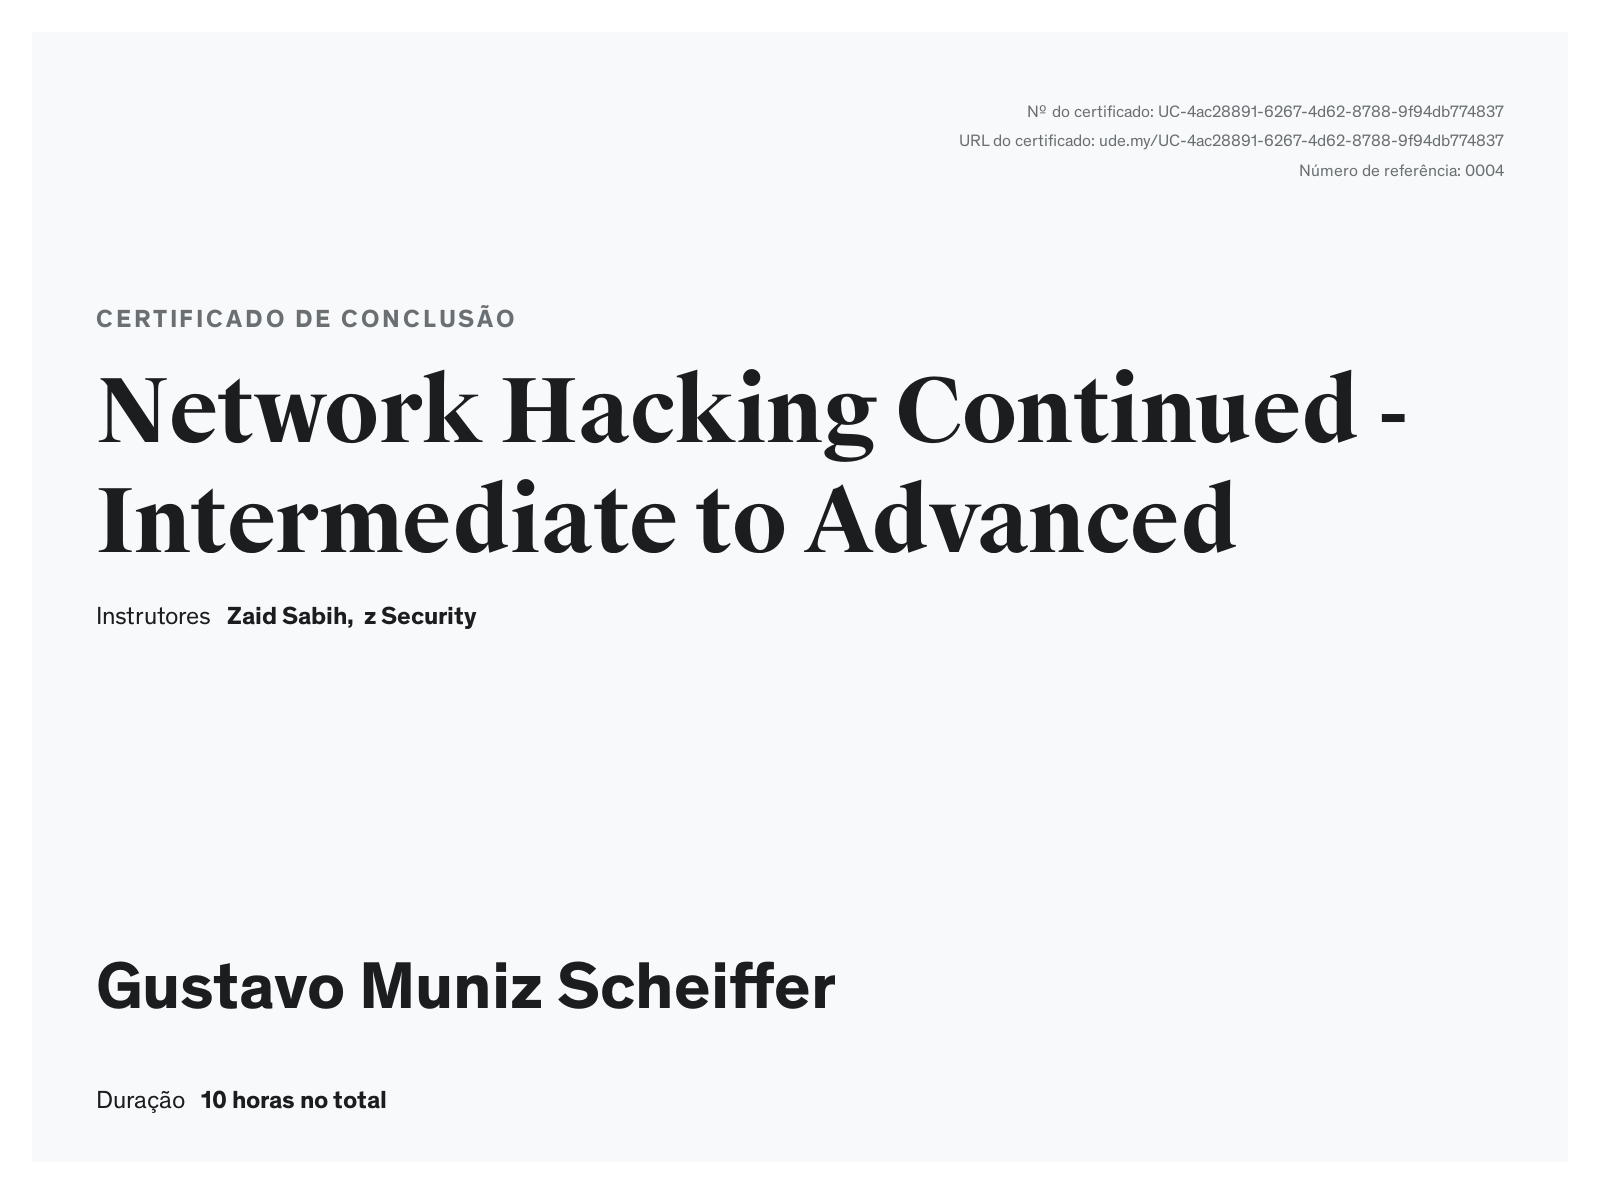 Nº do certificado: UC-4ac28891-6267-4d62-8788-9f94db774837
URL do certificado: ude.my/UC-4ac28891-6267-4d62-8788-9f94db774837
Número de referência: 0004
CERTIFICADO DE CONCLUSÃO
Network Hacking Continued -
Intermediate to Advanced
Instrutores Zaid Sabih, z Security
Gustavo Muniz Scheiffer
Duração 10 horas no total